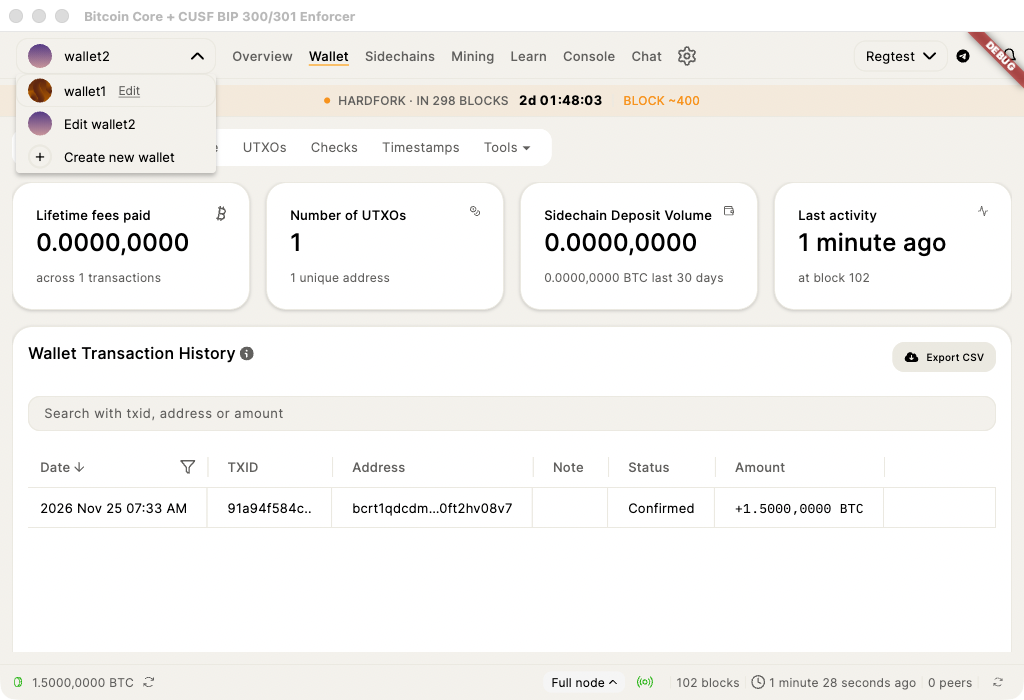 Bitcoin Core + CUSF BIP 300/301 Enforcer
wallet2
Overview
Wallet
Sidechains
Mining
Learn
Console
Chat
Regtest
DEBUG
wallet1 Edit
Edit wallet2
Create new wallet
HARDFORK · IN 298 BLOCKS 2d 01:48:03 BLOCK ~400
UTXOs
Checks
Timestamps
Tools
Lifetime fees paid
0.0000,0000
across 1 transactions
Number of UTXOs
1
1 unique address
Sidechain Deposit Volume
0.0000,0000
0.0000,0000 BTC last 30 days
Last activity
1 minute ago
at block 102
Wallet Transaction History
Export CSV
Search with txid, address or amount
Date TXID Address Note Status Amount
2026 Nov 25 07:33 AM 91a94f584c.. bcrt1qdcdm...0ft2hv08v7 Confirmed +1.5000,0000 BTC
1.5000,0000 BTC
Full node
102 blocks
1 minute 28 seconds ago
0 peers